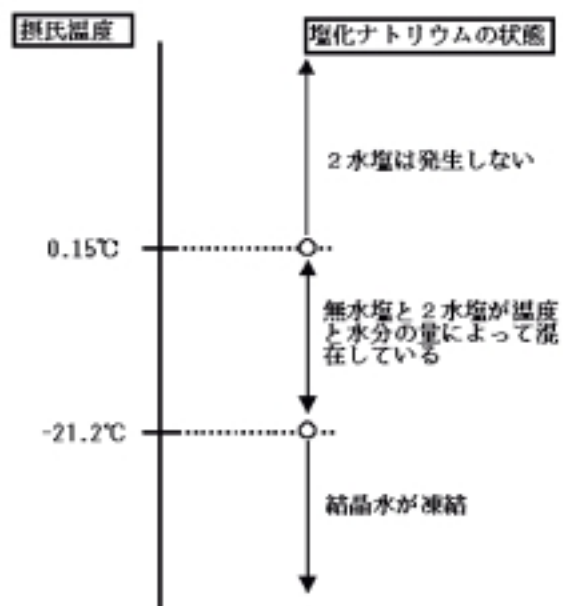 摂氏温度
塩化ナトリウムの状態
2水塩は発生しない
0.15℃
無水塩と2水塩が温度
と水分の量によって混
在している
-21.2℃
結晶水が凍結